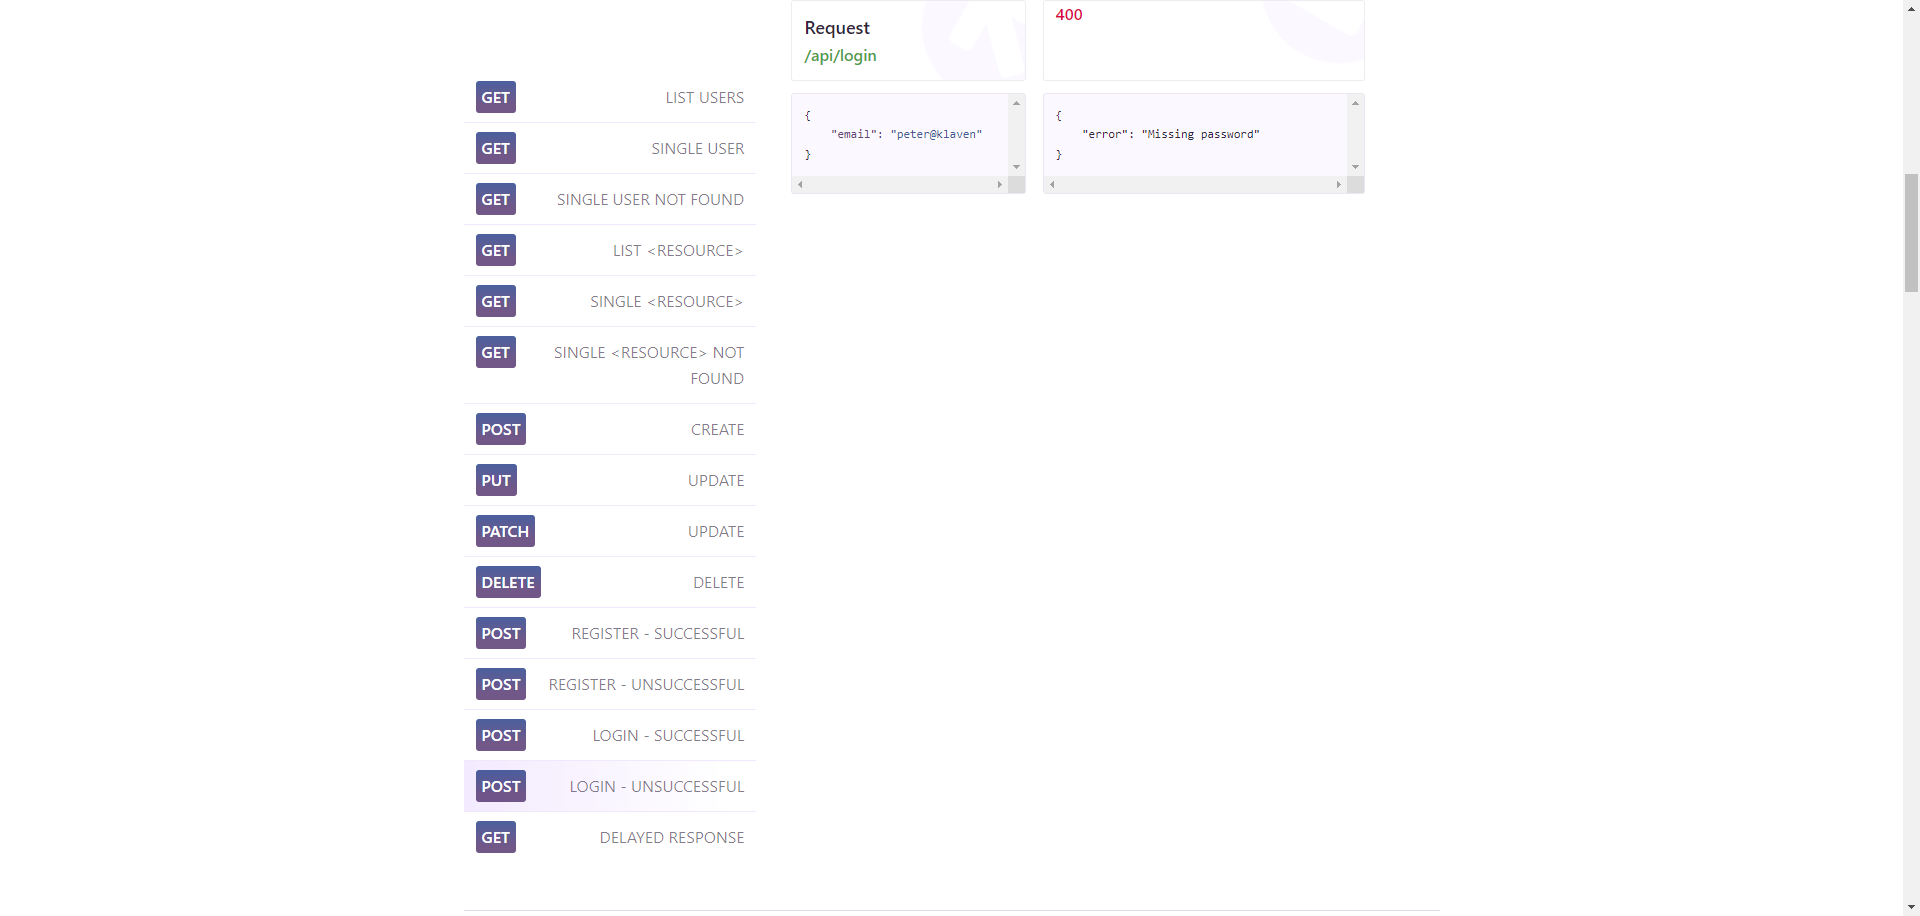 Request
/api/login
400
{
"email": "peter@klaven"
}
{
"error": "Missing password"
}
GET LIST USERS
GET SINGLE USER
GET SINGLE USER NOT FOUND
GET LIST <RESOURCE>
GET SINGLE <RESOURCE>
GET SINGLE <RESOURCE> NOT
FOUND
POST CREATE
PUT UPDATE
PATCH UPDATE
DELETE DELETE
POST REGISTER - SUCCESSFUL
POST REGISTER - UNSUCCESSFUL
POST LOGIN - SUCCESSFUL
POST LOGIN - UNSUCCESSFUL
GET DELAYED RESPONSE